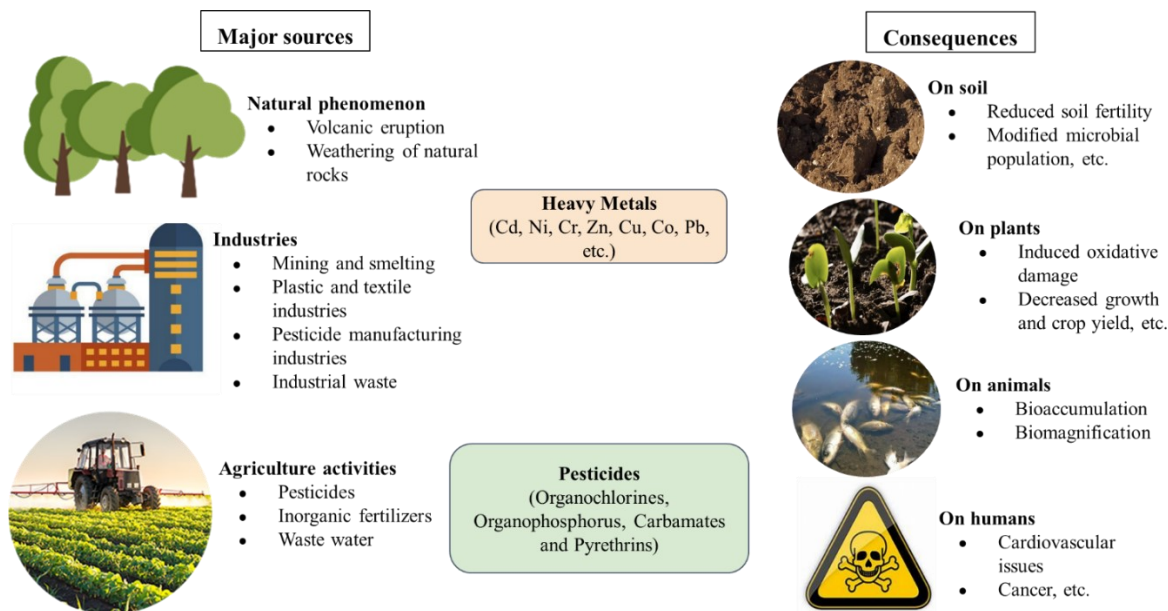 Major sources
Natural phenomenon
• Volcanic eruption
• Weathering of natural
rocks
Industries
• Mining and smelting
• Plastic and textile
industries
• Pesticide manufacturing
industries
• Industrial waste
Agriculture activities
• Pesticides
• Inorganic fertilizers
• Waste water
Heavy Metals
(Cd, Ni, Cr, Zn, Cu, Co, Pb,
etc.)
Pesticides
(Organochlorines,
Organophosphorus, Carbamates
and Pyrethrins)
Consequences
On soil
• Reduced soil fertility
• Modified microbial
population, etc.
On plants
• Induced oxidative
damage
• Decreased growth
and crop yield, etc.
On animals
• Bioaccumulation
• Biomagnification
On humans
• Cardiovascular
issues
• Cancer, etc.